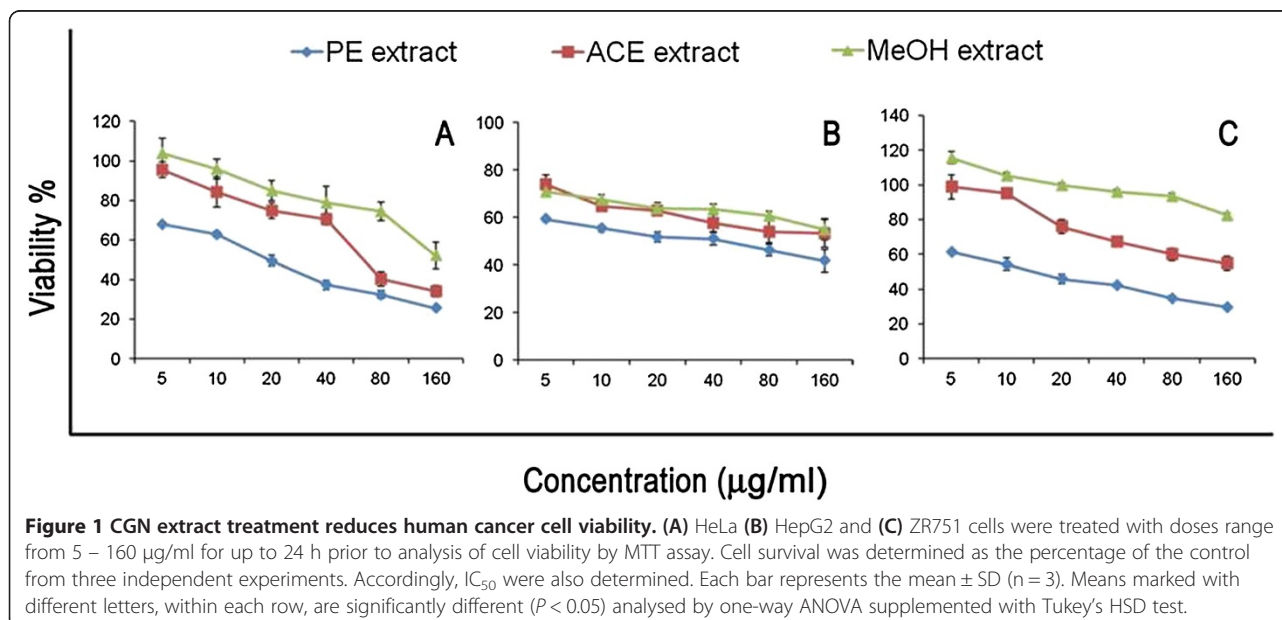 PE extract ACE extract MeOH extract
A
120
100
80
60
40
20
0
5 10 20 40 80 160
B
100
80
60
40
20
0
5 10 20 40 80 160
C
140
120
100
80
60
40
20
0
5 10 20 40 80 160
Viability %
Concentration (µg/ml)
Figure 1 CGN extract treatment reduces human cancer cell viability. (A) HeLa (B) HepG2 and (C) ZR751 cells were treated with doses range
from 5 – 160 µg/ml for up to 24 h prior to analysis of cell viability by MTT assay. Cell survival was determined as the percentage of the control
from three independent experiments. Accordingly, IC50 were also determined. Each bar represents the mean ± SD (n = 3). Means marked with
different letters, within each row, are significantly different (P < 0.05) analysed by one-way ANOVA supplemented with Tukey's HSD test.